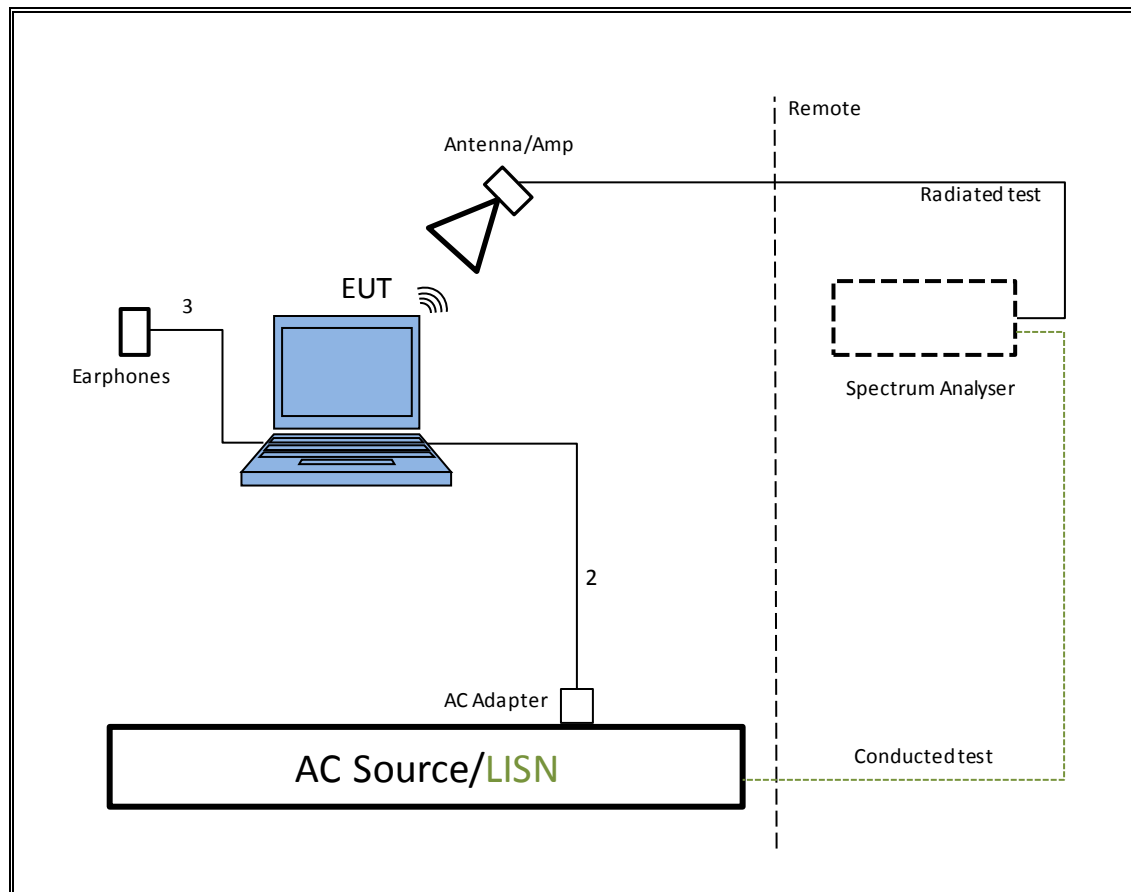 Remote
Antenna/Amp
Radiated test
EUT
3
Earphones
Spectrum Analyser
2
AC Adapter
AC Source/LISN
Conducted test